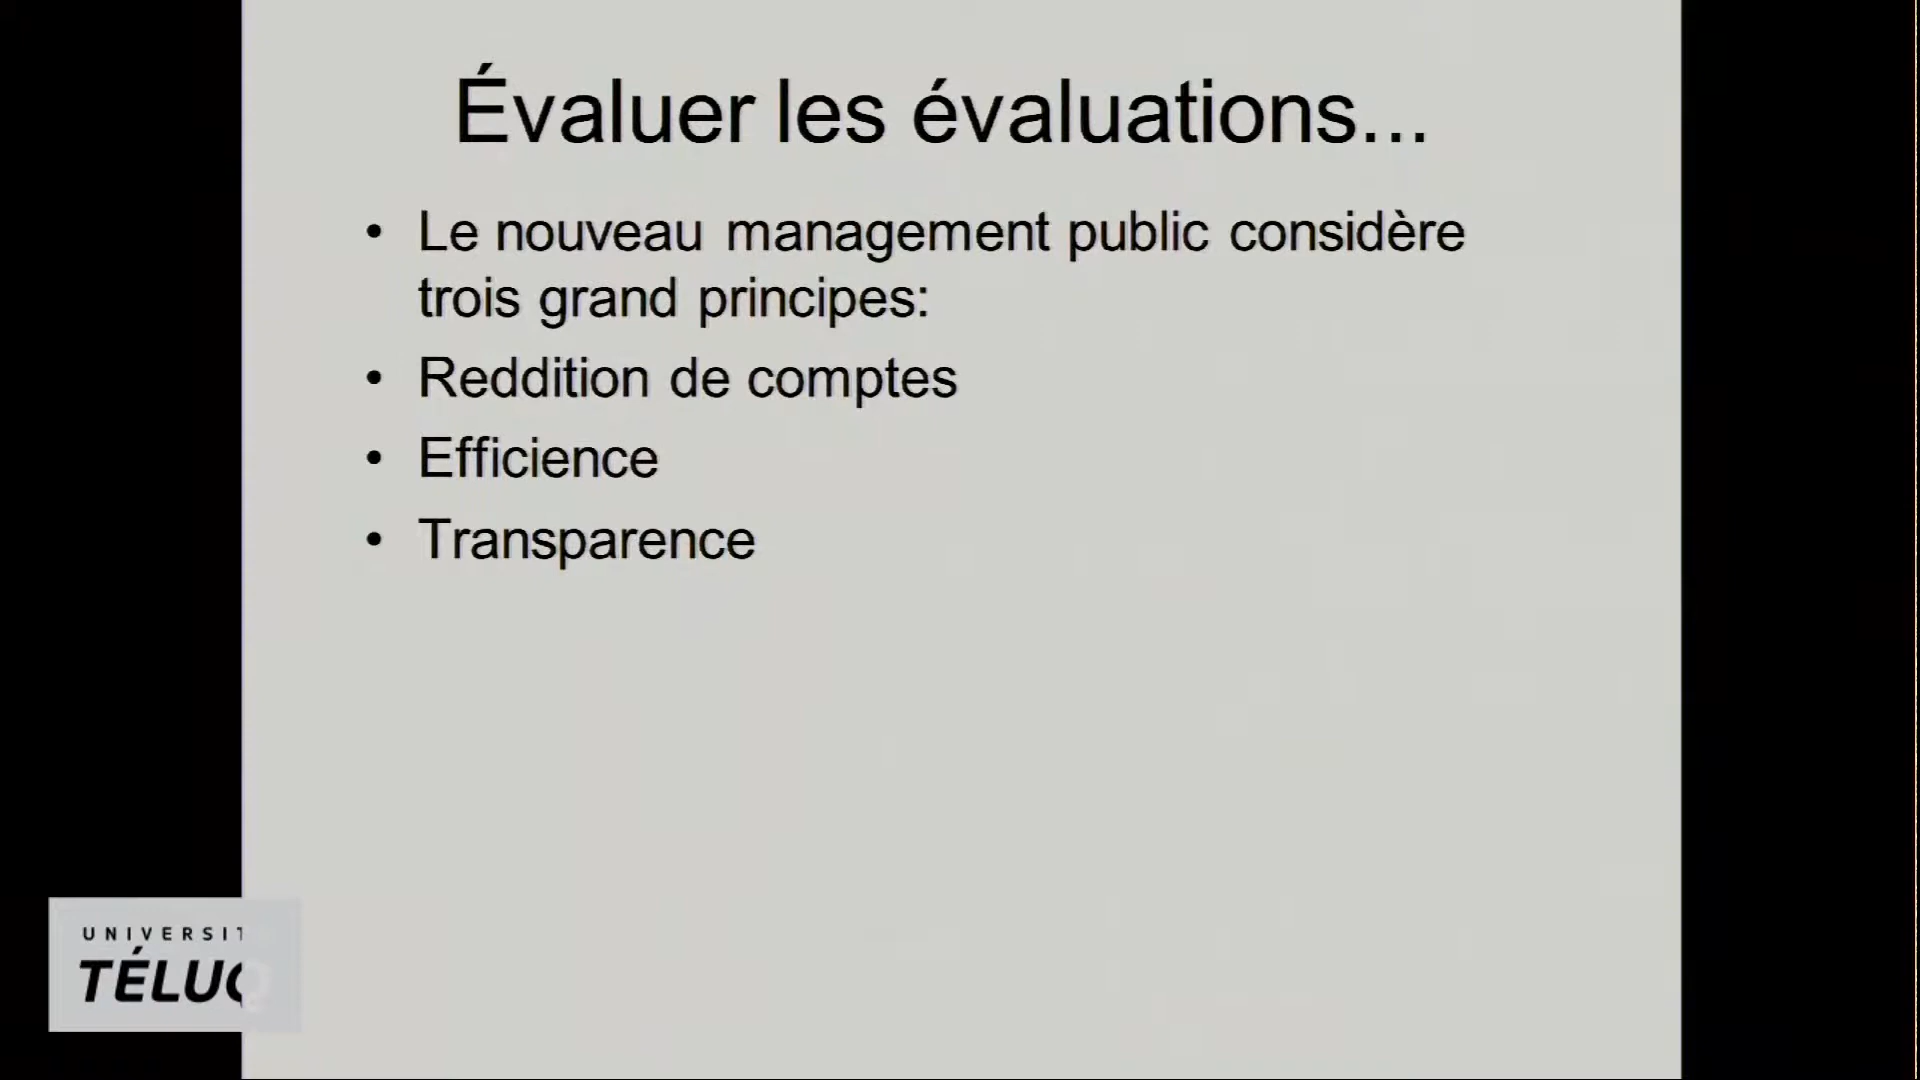 Évaluer les évaluations...
• Le nouveau management public considère
trois grand principes:
• Reddition de comptes
• Efficience
• Transparence
UNIVERSIT
TÉLUQ